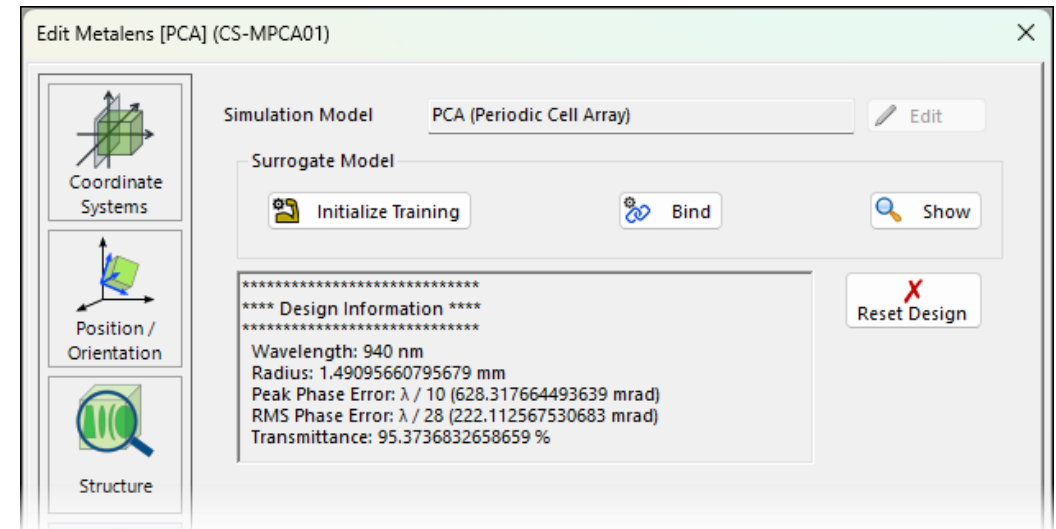 Edit Metalens [PCA] (CS-MPCA01)
Coordinate
Systems
Position /
Orientation
Structure
Simulation Model
PCA (Periodic Cell Array)
Edit
Surrogate Model
Initialize Training
Bind
Show
*****************************
**** Design Information ****
*****************************
Wavelength: 940 nm
Radius: 1.49095660795679 mm
Peak Phase Error: λ / 10 (628.317664493639 mrad)
RMS Phase Error: λ / 28 (222.112567530683 mrad)
Transmittance: 95.3736832658659 %
Reset Design